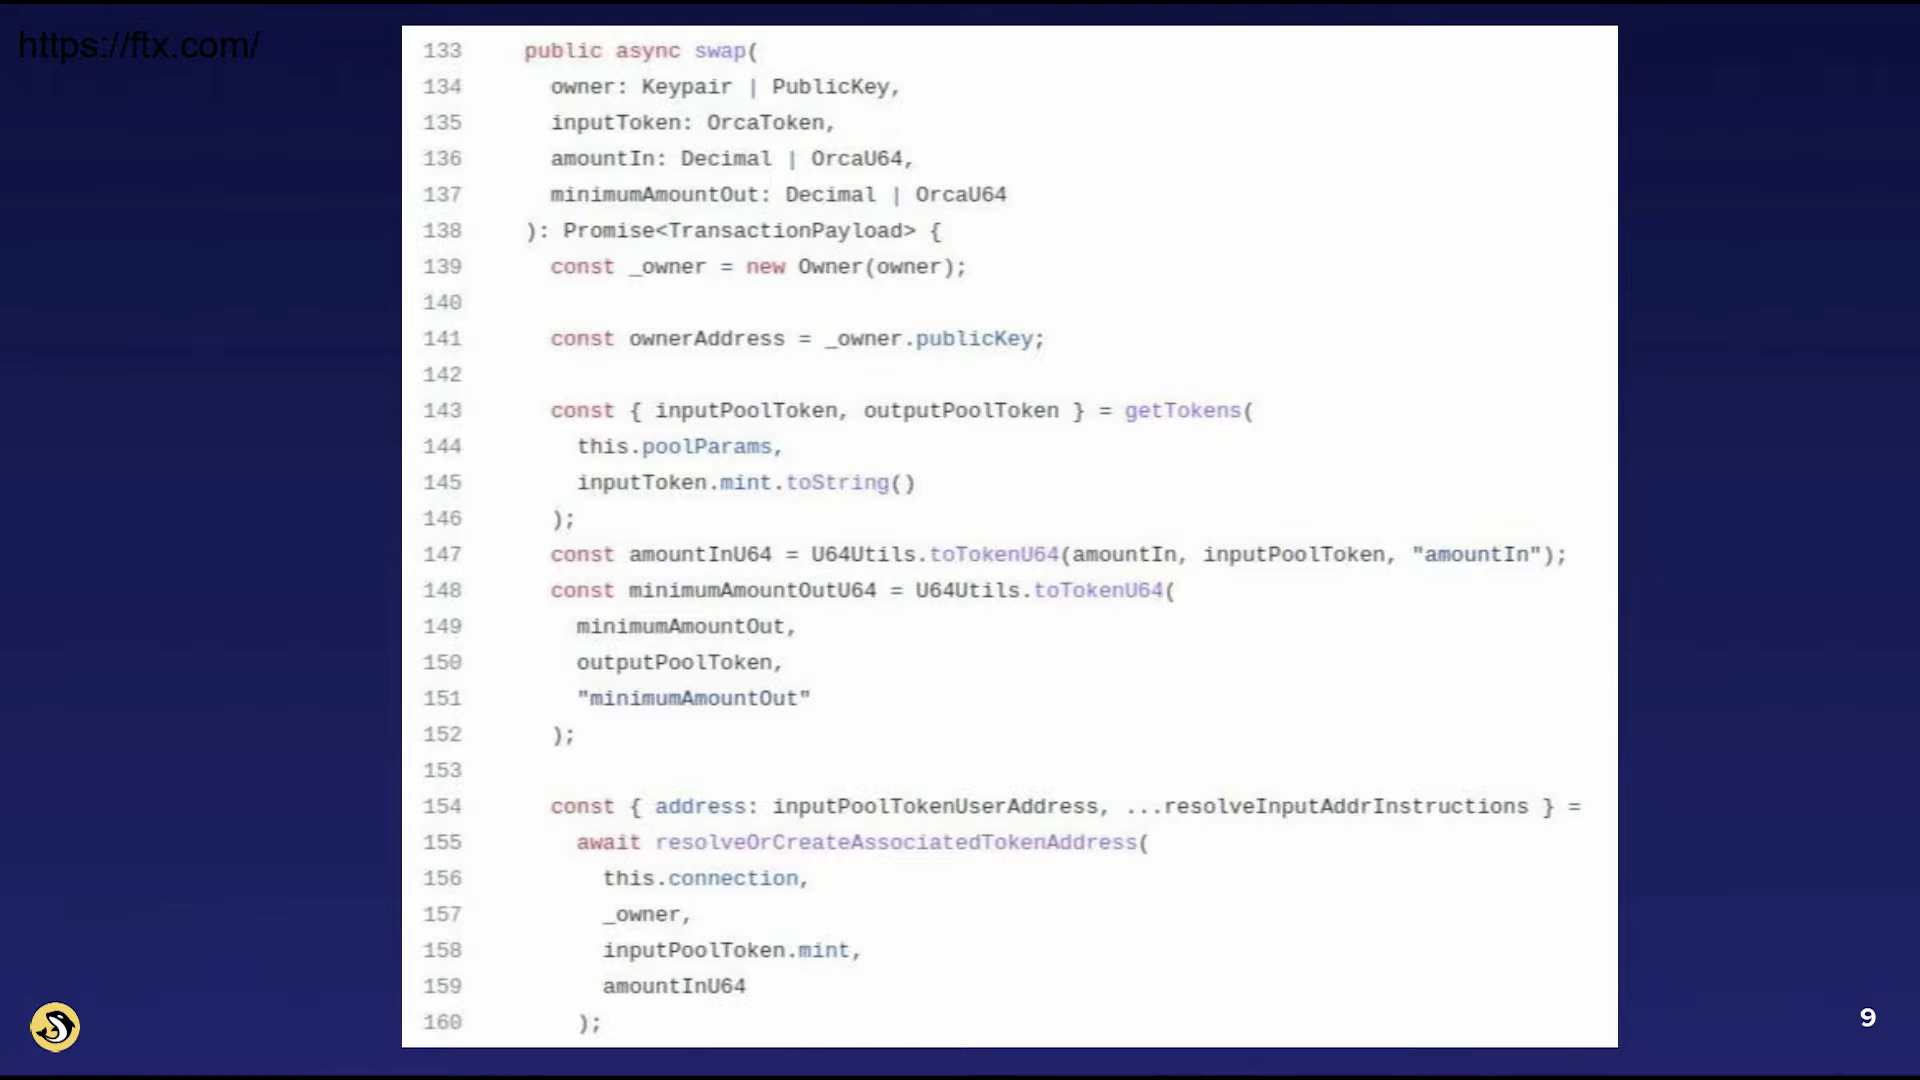 https://ftx.com/
133 public async swap(
134 owner: Keypair | PublicKey,
135 inputToken: OrcaToken,
136 amountIn: Decimal | OrcaU64,
137 minimumAmountOut: Decimal | OrcaU64
138 ): Promise<TransactionPayload> {
139 const _owner = new Owner(owner);
140
141 const ownerAddress = _owner.publicKey;
142
143 const { inputPoolToken, outputPoolToken } = getTokens(
144 this.poolParams,
145 inputToken.mint.toString()
146 );
147 const amountInU64 = U64Utils.toTokenU64(amountIn, inputPoolToken, "amountIn");
148 const minimumAmountOutU64 = U64Utils.toTokenU64(
149 minimumAmountOut,
150 outputPoolToken,
151 "minimumAmountOut"
152 );
153
154 const { address: inputPoolTokenUserAddress, ...resolveInputAddrInstructions } =
155 await resolveOrCreateAssociatedTokenAddress(
156 this.connection,
157 _owner,
158 inputPoolToken.mint,
159 amountInU64
160 );
9